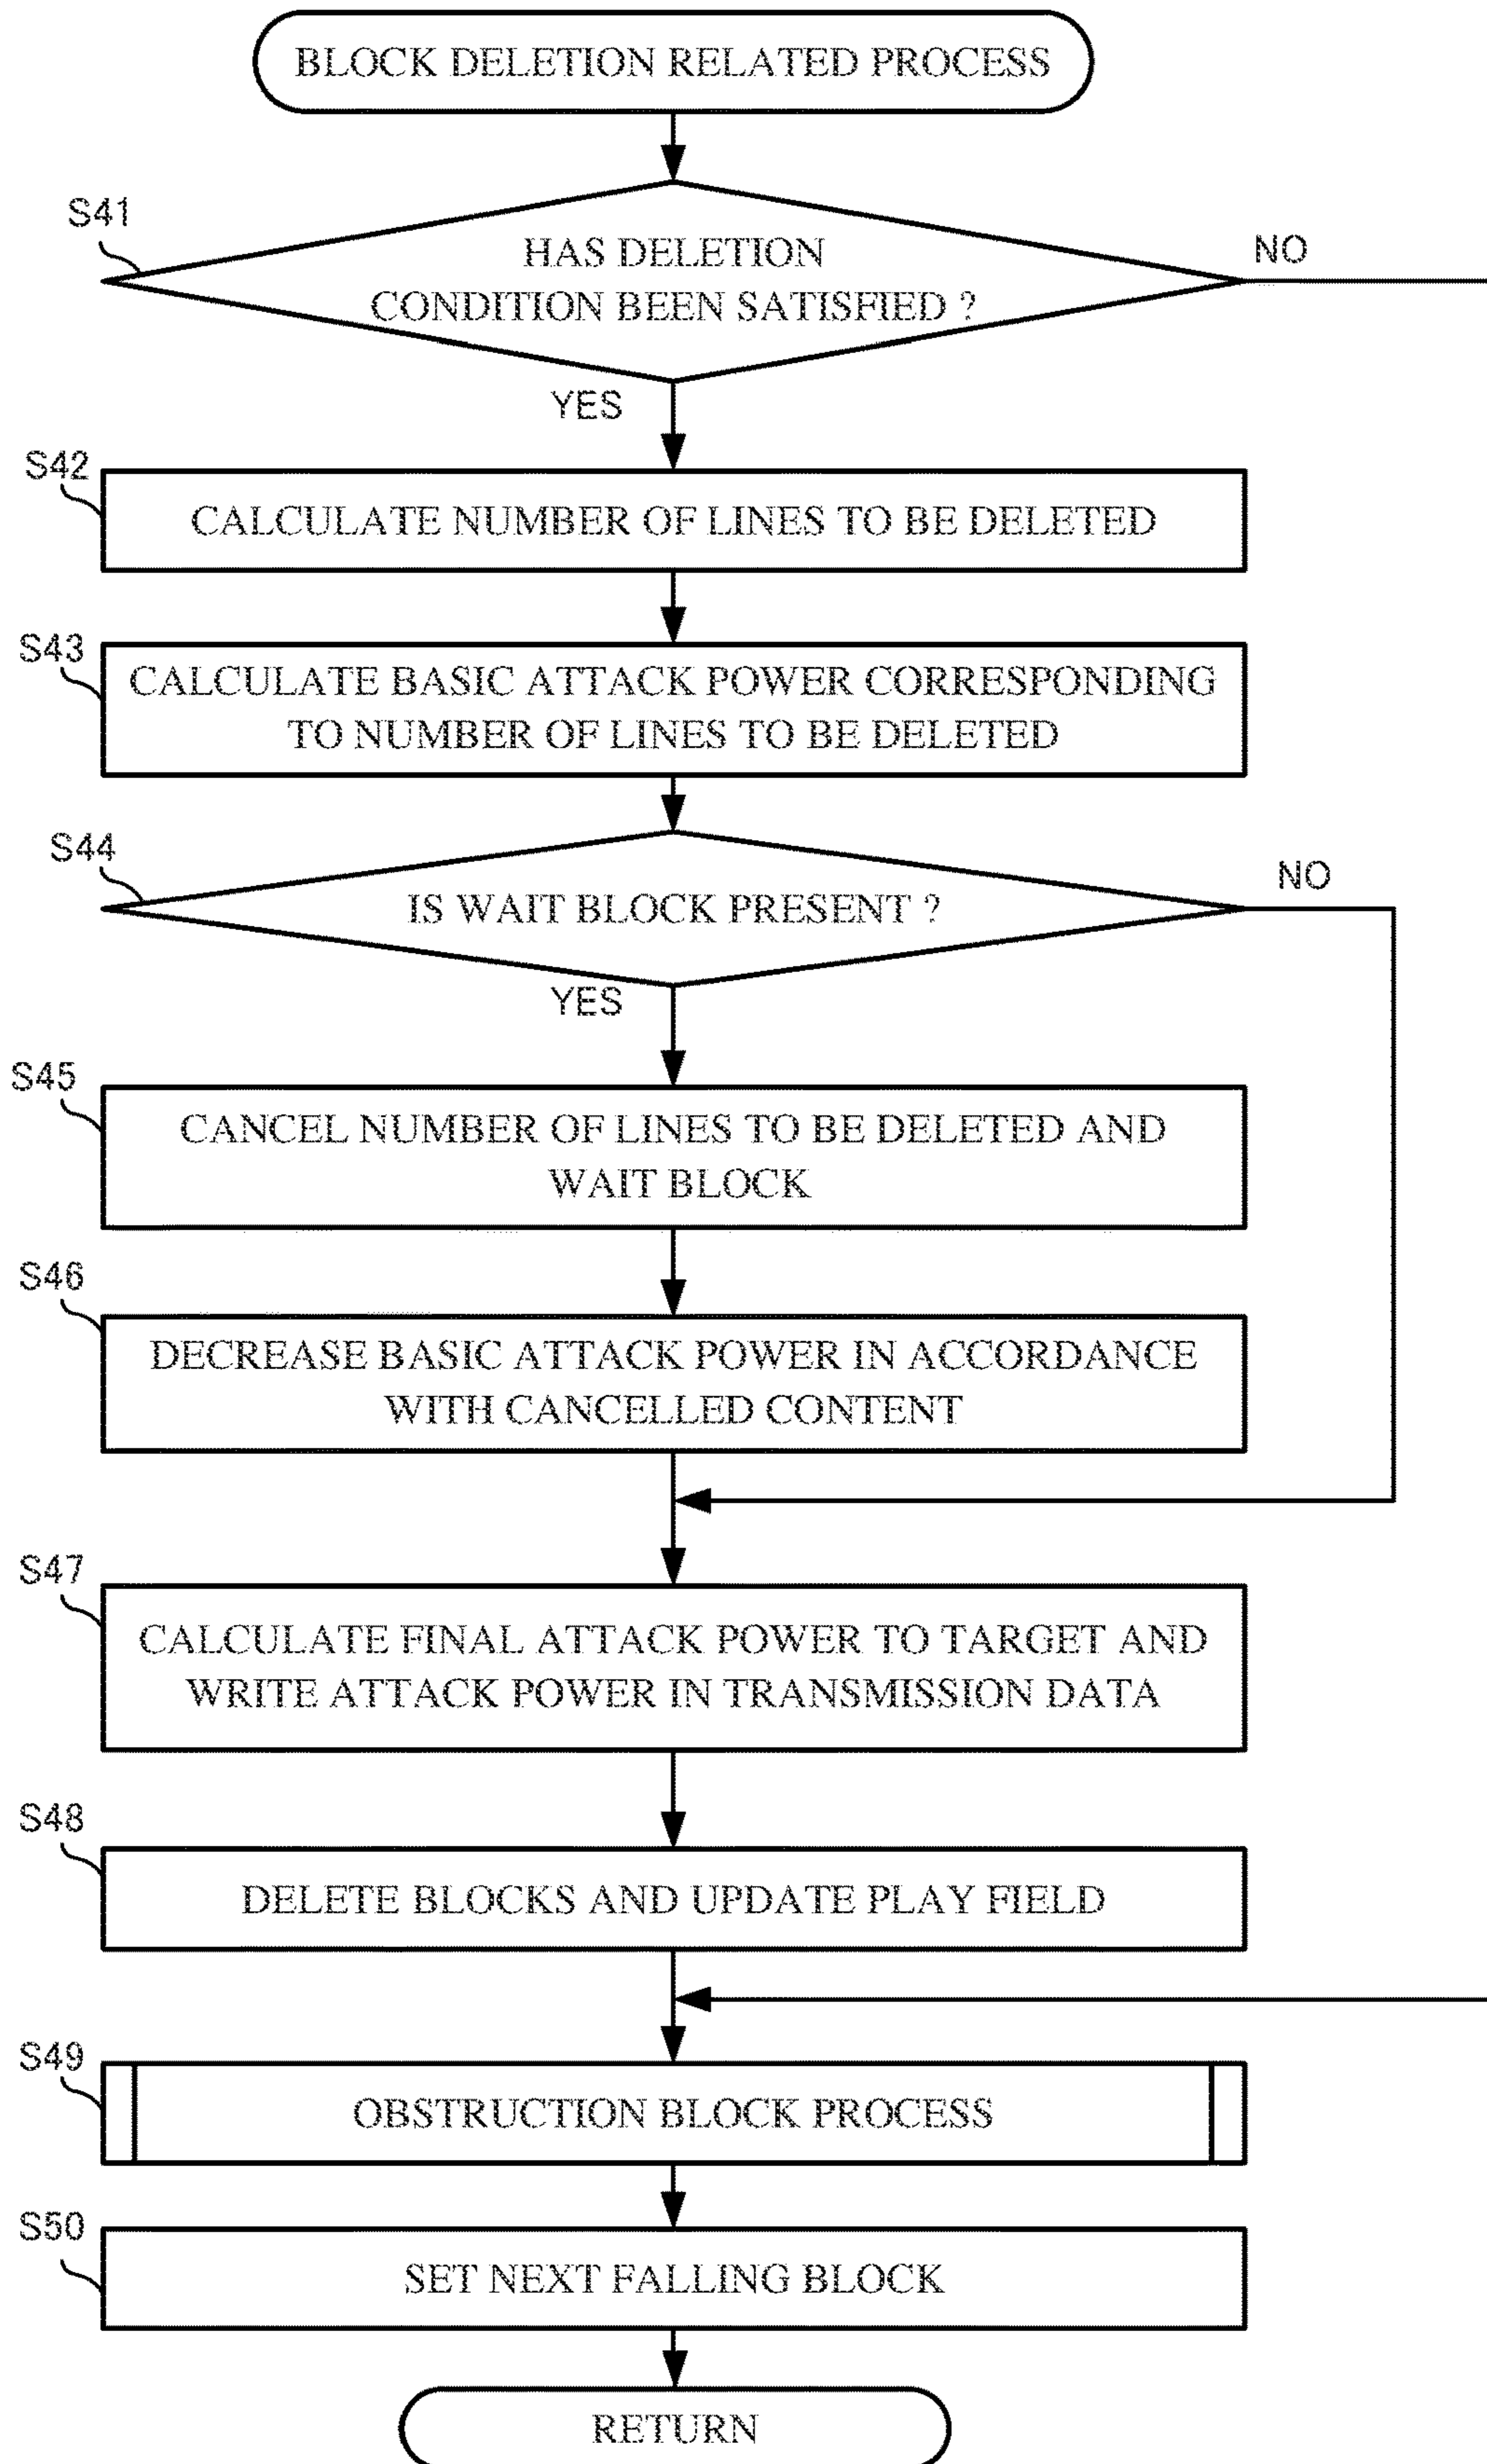 BLOCK DELETION RELATED PROCESS
S41
HAS DELETION
CONDITION BEEN SATISFIED ?
NO
YES
S42
CALCULATE NUMBER OF LINES TO BE DELETED
S43
CALCULATE BASIC ATTACK POWER CORRESPONDING
TO NUMBER OF LINES TO BE DELETED
S44
IS WAIT BLOCK PRESENT ?
NO
YES
S45
CANCEL NUMBER OF LINES TO BE DELETED AND
WAIT BLOCK
S46
DECREASE BASIC ATTACK POWER IN ACCORDANCE
WITH CANCELLED CONTENT
S47
CALCULATE FINAL ATTACK POWER TO TARGET AND
WRITE ATTACK POWER IN TRANSMISSION DATA
S48
DELETE BLOCKS AND UPDATE PLAY FIELD
S49
OBSTRUCTION BLOCK PROCESS
S50
SET NEXT FALLING BLOCK
RETURN